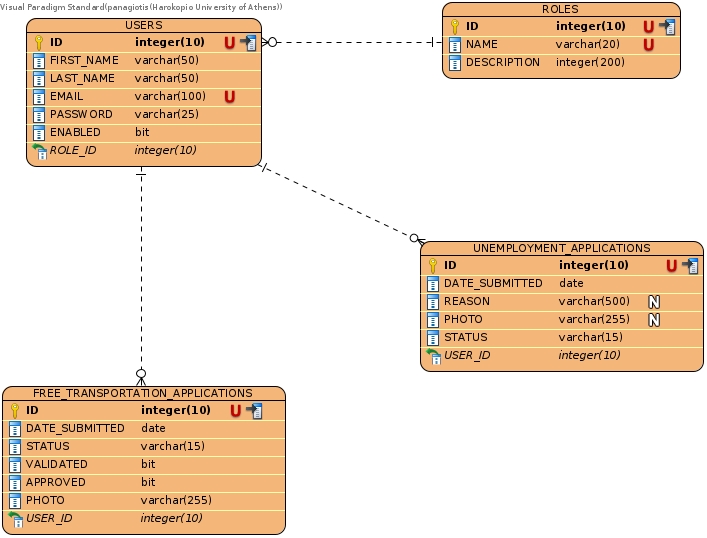 Visual Paradigm Standard(panagiotis(Harokopio University of Athens))
USERS
ID integer(10) U
FIRST_NAME varchar(50)
LAST_NAME varchar(50)
EMAIL varchar(100) U
PASSWORD varchar(25)
ENABLED bit
ROLE_ID integer(10)
ROLES
ID integer(10) U
NAME varchar(20) U
DESCRIPTION integer(200)
UNEMPLOYMENT_APPLICATIONS
ID integer(10) U
DATE_SUBMITTED date
REASON varchar(500) N
PHOTO varchar(255) N
STATUS varchar(15)
USER_ID integer(10)
FREE_TRANSPORTATION_APPLICATIONS
ID integer(10) U
DATE_SUBMITTED date
STATUS varchar(15)
VALIDATED bit
APPROVED bit
PHOTO varchar(255)
USER_ID integer(10)